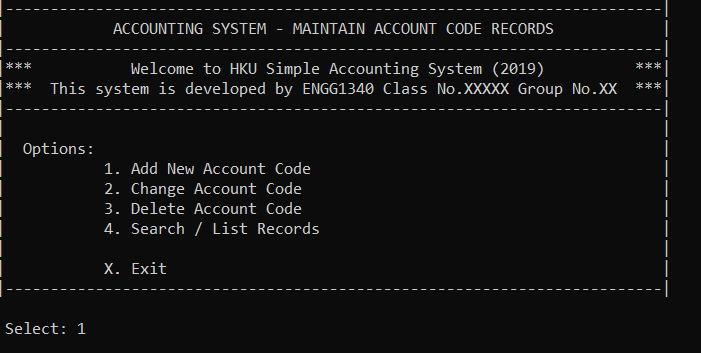 ACCOUNTING SYSTEM - MAINTAIN ACCOUNT CODE RECORDS
*** Welcome to HKU Simple Accounting System (2019) ***
*** This system is developed by ENGG1340 Class No.XXXXX Group No.XX ***
Options:
1. Add New Account Code
2. Change Account Code
3. Delete Account Code
4. Search / List Records
X. Exit
Select: 1